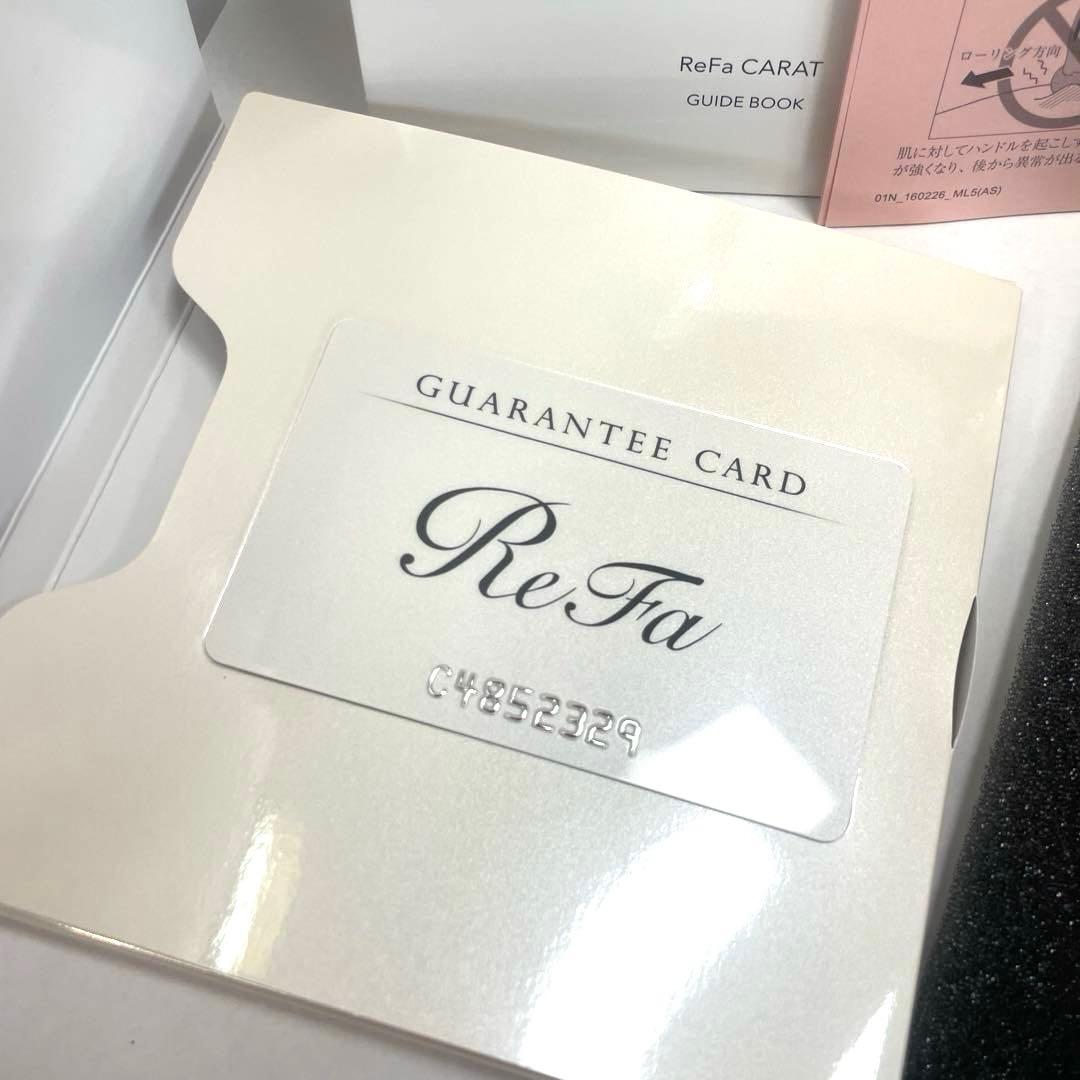 ReFa CARAT
GUIDE BOOK
ローリング方向
肌に対してハンドルを起こしす
が強くなり、後から異常が出る
01N_160226_ML5(AS)
GUARANTEE CARD
ReFa
C4852329